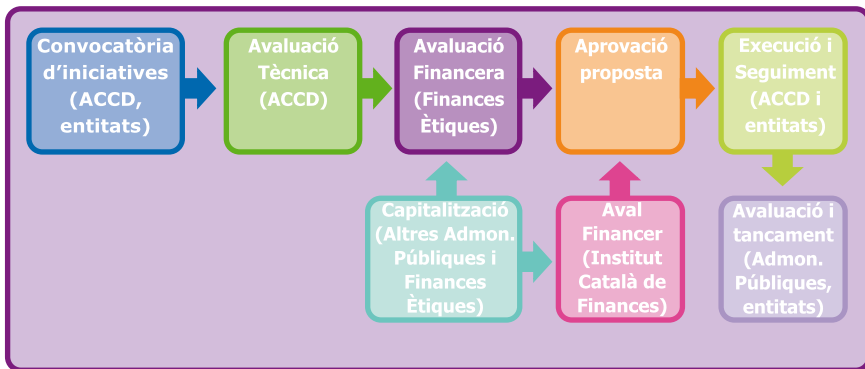 Convocatòria
d'iniciatives
(ACCD,
entitats)
Avaluació
Tècnica
(ACCD)
Avaluació
Financera
(Finances
Ètiques)
Aprovació
proposta
Execució i
Seguiment
(ACCD i
entitats)
Capitalització
(Altres Admon.
Públiques i
Finances
Ètiques)
Aval
Financer
(Institut
Català de
Finances)
Avaluació i
tancament
(Admon.
Públiques,
entitats)